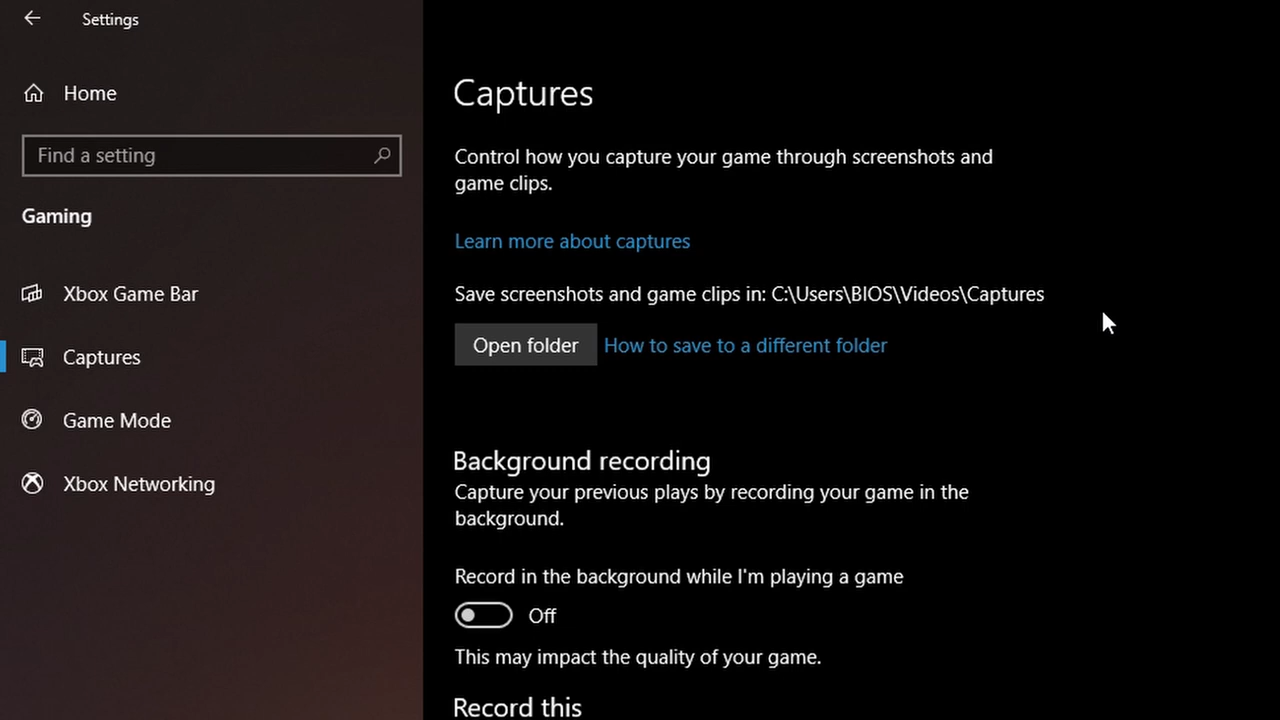 Settings
Home
Find a setting
Gaming
Xbox Game Bar
Captures
Game Mode
Xbox Networking
Captures
Control how you capture your game through screenshots and
game clips.
Learn more about captures
Save screenshots and game clips in: C:\Users\BIOS\Videos\Captures
Open folder How to save to a different folder
Background recording
Capture your previous plays by recording your game in the
background.
Record in the background while I'm playing a game
Off
This may impact the quality of your game.
Record this